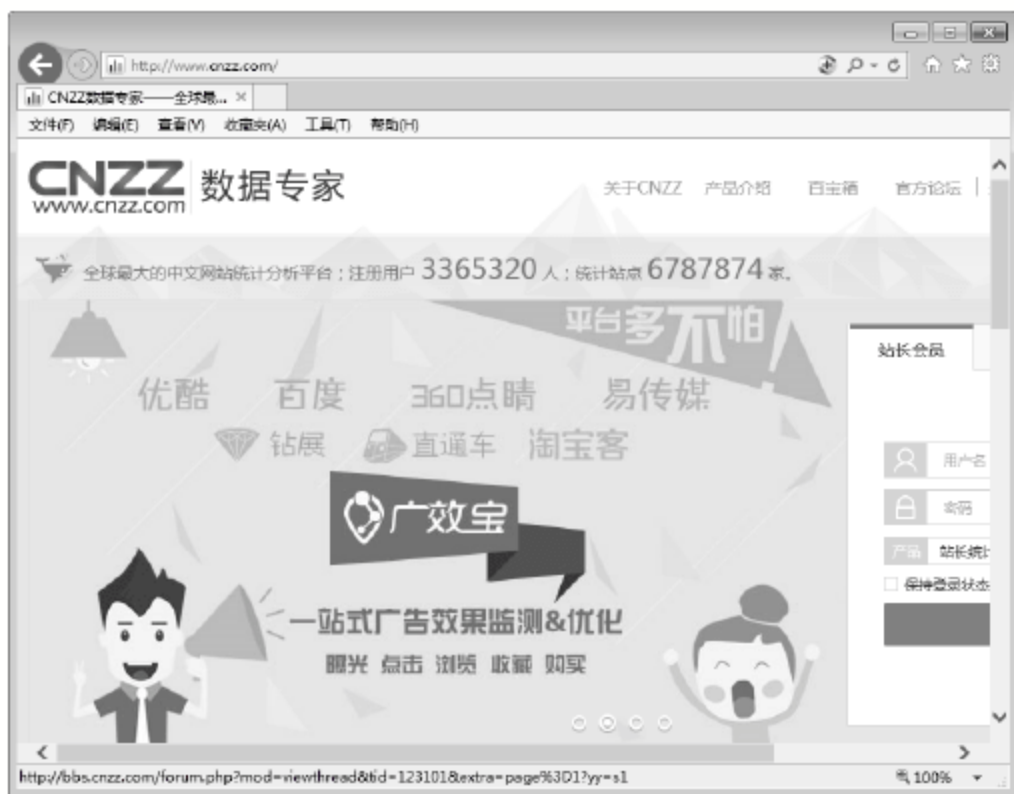 http://www.cnzz.com/
CNZZ数据专家——全球最... ×
文件(F) 编辑(E) 查看(V) 收藏夹(A) 工具(T) 帮助(H)
CNZZ 数据专家
www.cnzz.com
关于CNZZ 产品介绍 百宝箱 官方论坛
全球最大的中文网站统计分析平台；注册用户 3365320 人；统计站点 6787874 家。
平台多不怕！
站长会员
优酷 百度 360点睛 易传媒
钻展 直通车 淘宝客
用户名
广效宝
密码
产品 站长统计
保持登录状态
一站式广告效果监测&优化
曝光 点击 浏览 收藏 购买
http://bbs.cnzz.com/forum.php?mod=viewthread&tid=123101&extra=page%3D1?yy=s1
100%